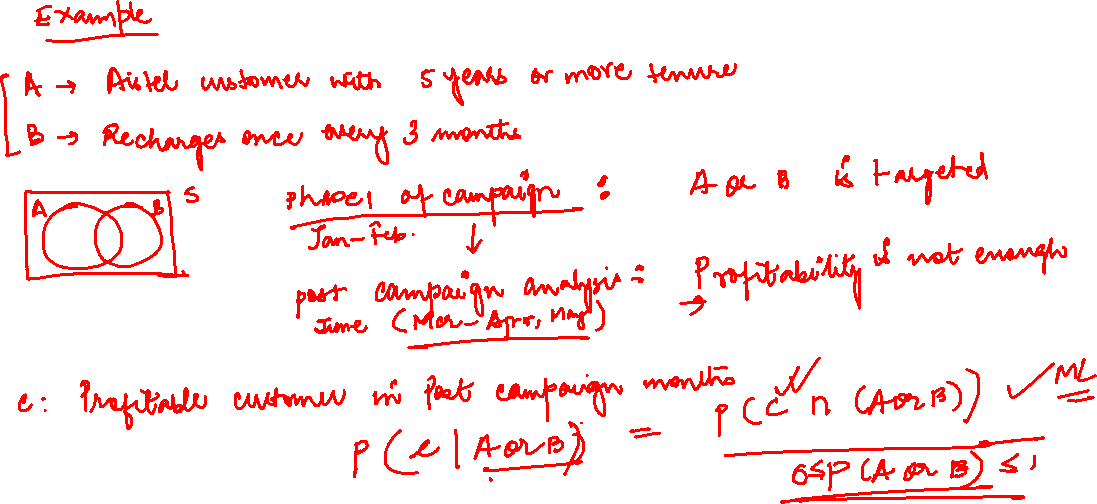 Example
A → Airtel customer with 5 years or more tenure
B → Recharges once every 3 months
A B S
Phase 1 of campaign : A or B is targeted
Jan-Feb.
↓
post campaign analysis : → Profitability is not enough
June (Mar-Apr, May)
C: Profitable customer in Post campaign months
P(C | A or B) = P(C ∩ (A or B)) ✓ ML
0 ≤ P(A or B) ≤ 1